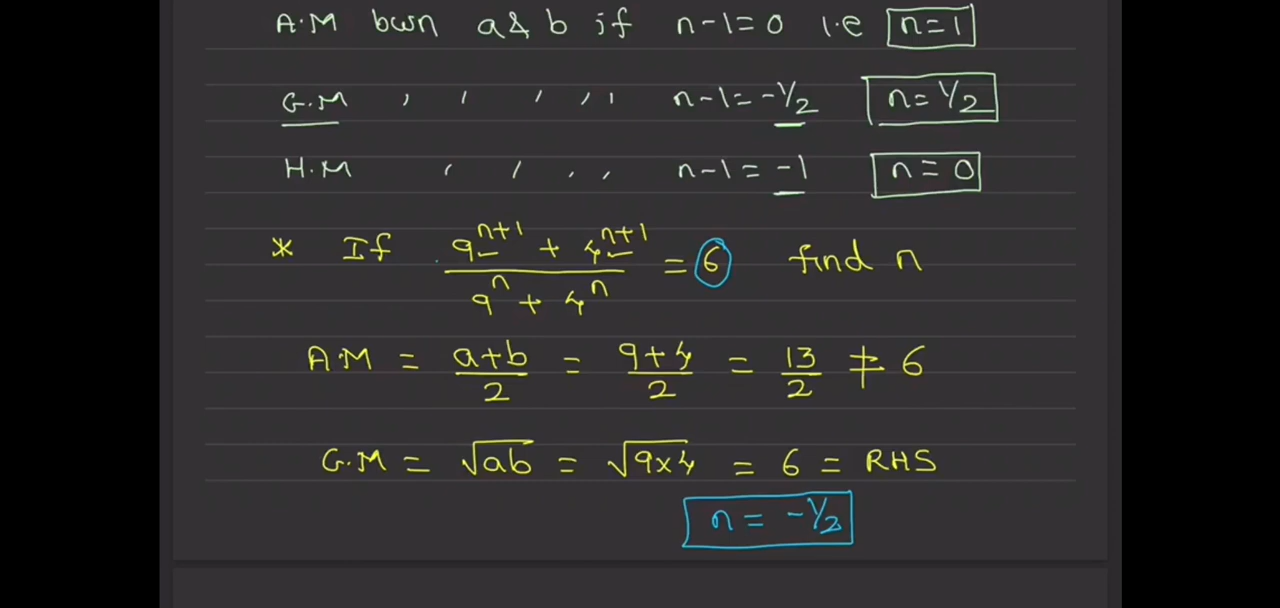 A.M bwn a & b if n-1=0 i.e n=1
G.M , , , , , n-1=-1/2 n=1/2
H.M , , , , n-1=-1 n=0
* If (9^(n+1) + 4^(n+1))/(9^n + 4^n) = 6 find n
A.M = (a+b)/2 = (9+4)/2 = 13/2 ≠ 6
G.M = √ab = √9×4 = 6 = RHS
n = -1/2